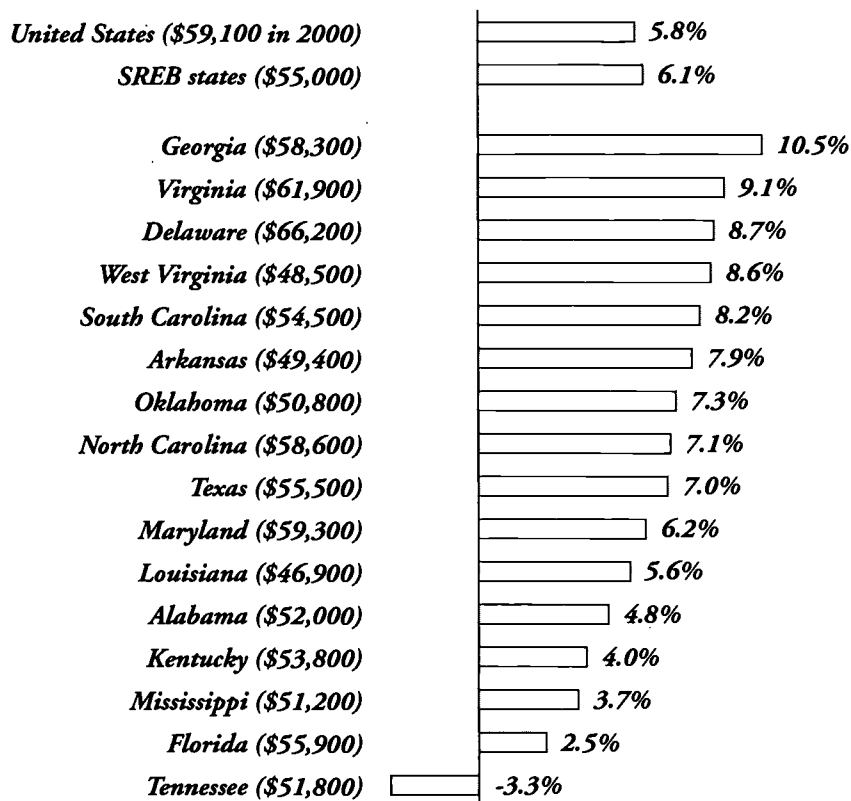 United States ($59,100 in 2000) 5.8%
SREB states ($55,000) 6.1%
Georgia ($58,300) 10.5%
Virginia ($61,900) 9.1%
Delaware ($66,200) 8.7%
West Virginia ($48,500) 8.6%
South Carolina ($54,500) 8.2%
Arkansas ($49,400) 7.9%
Oklahoma ($50,800) 7.3%
North Carolina ($58,600) 7.1%
Texas ($55,500) 7.0%
Maryland ($59,300) 6.2%
Louisiana ($46,900) 5.6%
Alabama ($52,000) 4.8%
Kentucky ($53,800) 4.0%
Mississippi ($51,200) 3.7%
Florida ($55,900) 2.5%
Tennessee ($51,800) -3.3%